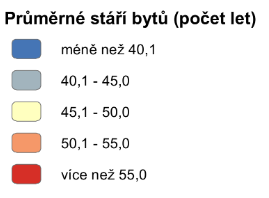 Průměrné stáří bytů (počet let)
méně než 40,1
40,1 - 45,0
45,1 - 50,0
50,1 - 55,0
více než 55,0